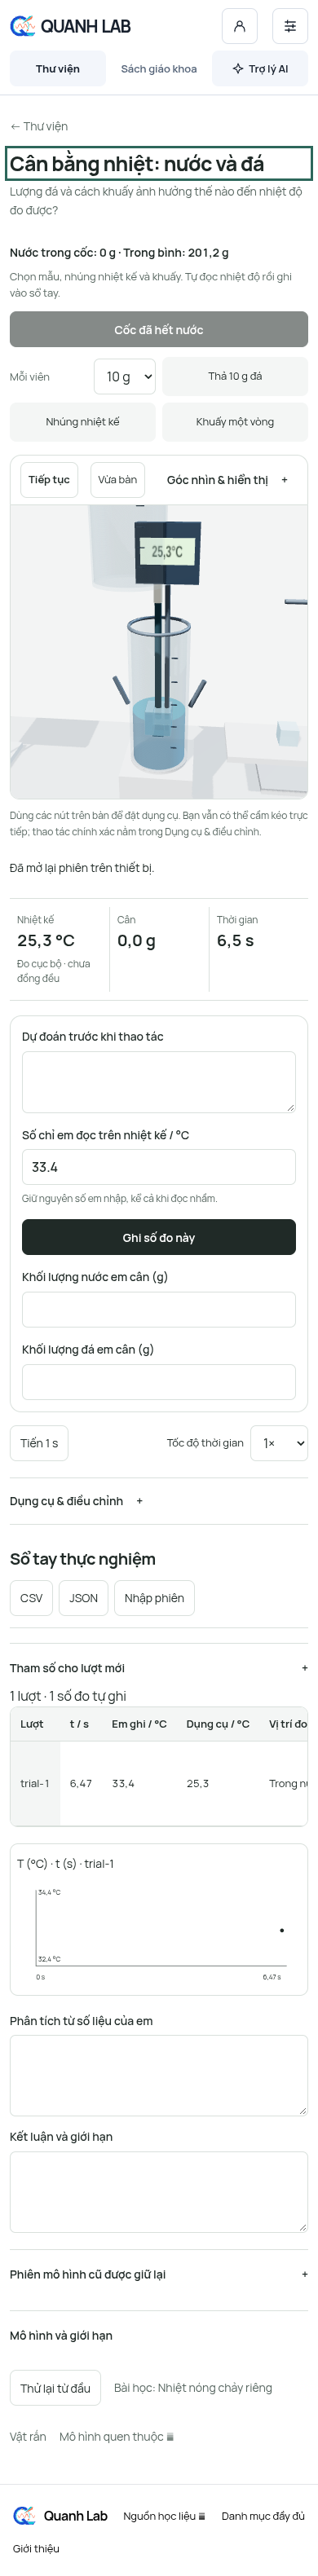 QUANH LAB
Thư viện
Sách giáo khoa
Trợ lý AI
← Thư viện
Cân bằng nhiệt: nước và đá
Lượng đá và cách khuấy ảnh hưởng thế nào đến nhiệt độ
đo được?
Nước trong cốc: 0 g · Trong bình: 201,2 g
Chọn mẫu, nhúng nhiệt kế và khuấy. Tự đọc nhiệt độ rồi ghi
vào sổ tay.
Cốc đã hết nước
Mỗi viên
10 g
Thả 10 g đá
Nhúng nhiệt kế
Khuấy một vòng
Tiếp tục
Vừa bàn
Góc nhìn & hiển thị +
25,3°C
Dùng các nút trên bàn để đặt dụng cụ. Bạn vẫn có thể cầm kéo trực
tiếp; thao tác chính xác nằm trong Dụng cụ & điều chỉnh.
Đã mở lại phiên trên thiết bị.
Nhiệt kế
25,3 °C
Đo cục bộ · chưa
đồng đều
Cân
0,0 g
Thời gian
6,5 s
Dự đoán trước khi thao tác
Số chỉ em đọc trên nhiệt kế / °C
33.4
Giữ nguyên số em nhập, kể cả khi đọc nhầm.
Ghi số đo này
Khối lượng nước em cân (g)
Khối lượng đá em cân (g)
Tiến 1 s
Tốc độ thời gian
1×
Dụng cụ & điều chỉnh +
Sổ tay thực nghiệm
CSV
JSON
Nhập phiên
Tham số cho lượt mới +
1 lượt · 1 số đo tự ghi
Lượt t / s Em ghi / °C Dụng cụ / °C Vị trí đo
trial-1 6,47 33,4 25,3 Trong nư
T (°C) · t (s) · trial-1
34,4 °C
32,4 °C
0 s
6,47 s
Phân tích từ số liệu của em
Kết luận và giới hạn
Phiên mô hình cũ được giữ lại +
Mô hình và giới hạn
Thử lại từ đầu
Bài học: Nhiệt nóng chảy riêng
Vật rắn
Mô hình quen thuộc
Quanh Lab
Nguồn học liệu
Danh mục đầy đủ
Giới thiệu